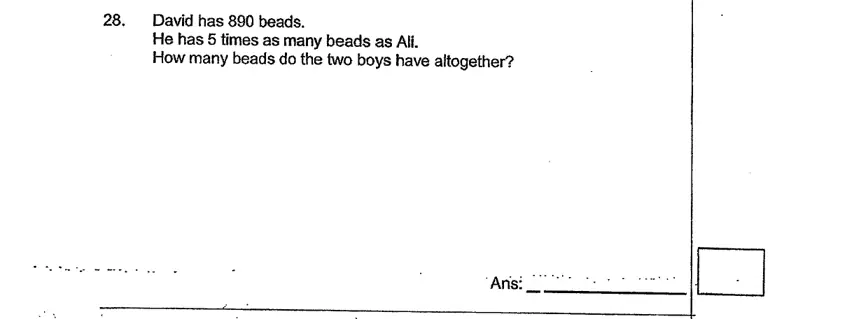 28. David has 890 beads.
He has 5 times as many beads as Ali.
How many beads do the two boys have altogether?
Ans: